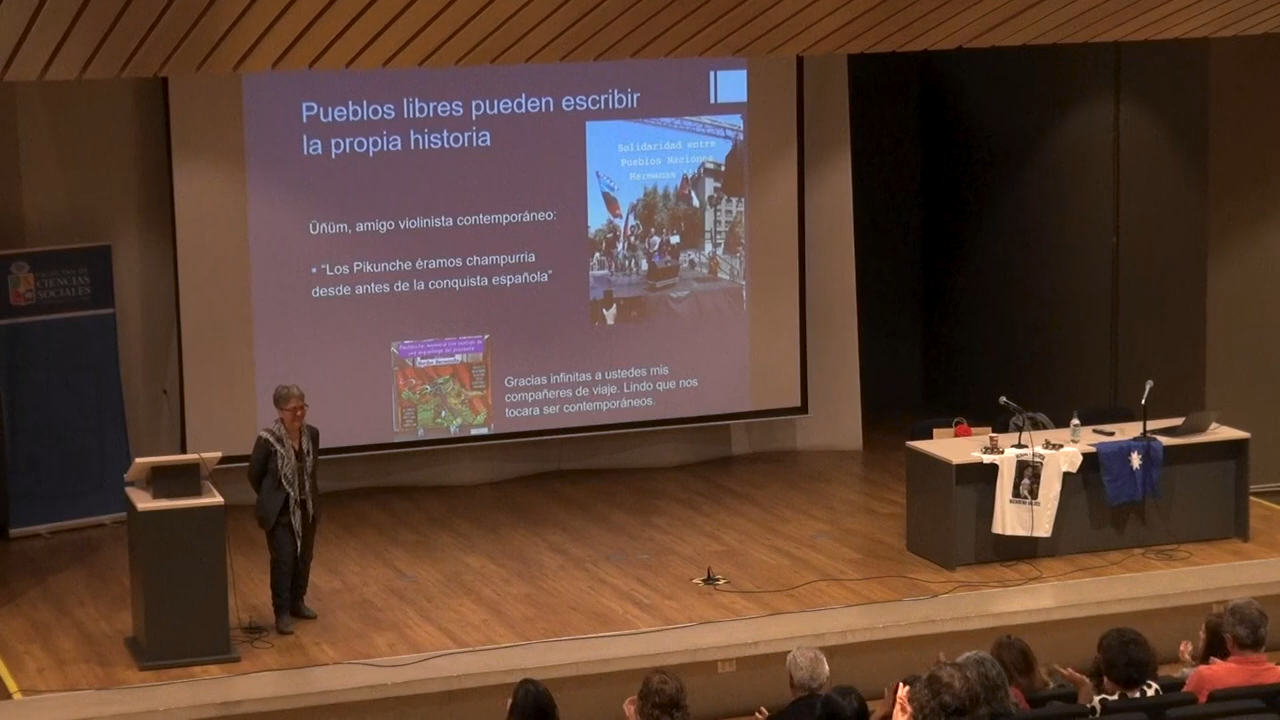 Pueblos libres pueden escribir
la propia historia
Solidaridad entre
Pueblos Naciones
Hermanas
Üñüm, amigo violinista contemporáneo:
"Los Pikunche éramos champurria
desde antes de la conquista española"
Gracias infinitas a ustedes mis
compañeres de viaje. Lindo que nos
tocara ser contemporáneos.
FACULTAD DE
CIENCIAS
SOCIALES